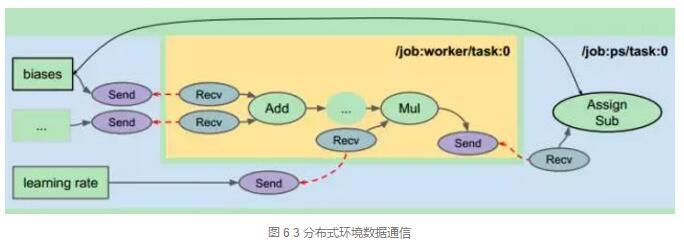 /job:worker/task:0
/job:ps/task:0
biases
Send
Recv
Add
...
Mul
Assign
Sub
...
Send
Recv
Recv
Send
Recv
learning rate
Send
图 6 3 分布式环境数据通信